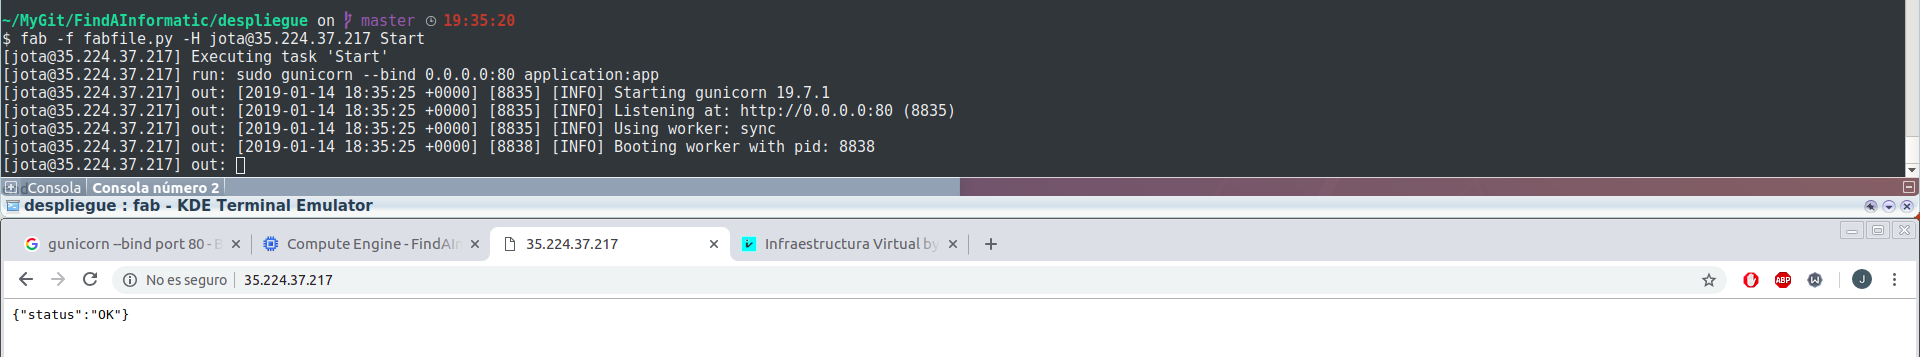 ~/MyGit/FindAInformatic/despliegue on master 19:35:20
$ fab -f fabfile.py -H jota@35.224.37.217 Start
[jota@35.224.37.217] Executing task 'Start'
[jota@35.224.37.217] run: sudo gunicorn --bind 0.0.0.0:80 application:app
[jota@35.224.37.217] out: [2019-01-14 18:35:25 +0000] [8835] [INFO] Starting gunicorn 19.7.1
[jota@35.224.37.217] out: [2019-01-14 18:35:25 +0000] [8835] [INFO] Listening at: http://0.0.0.0:80 (8835)
[jota@35.224.37.217] out: [2019-01-14 18:35:25 +0000] [8835] [INFO] Using worker: sync
[jota@35.224.37.217] out: [2019-01-14 18:35:25 +0000] [8838] [INFO] Booting worker with pid: 8838
[jota@35.224.37.217] out:
Consola Consola número 2
despliegue : fab - KDE Terminal Emulator
gunicorn --bind port 80 - Compute Engine - 35.224.37.217 Infraestructura Virtual by
No es seguro 35.224.37.217 ABP W J
{"status":"OK"}